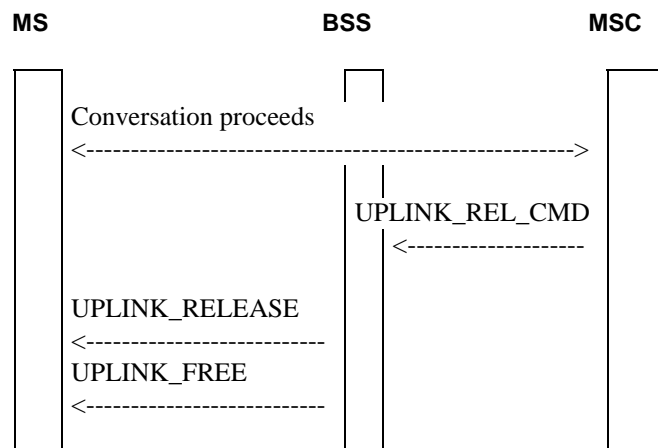 MS BSS MSC
Conversation proceeds
<------------------------------------------------------->
UPLINK_REL_CMD
<---------------------
UPLINK_RELEASE
<---------------------------
UPLINK_FREE
<---------------------------